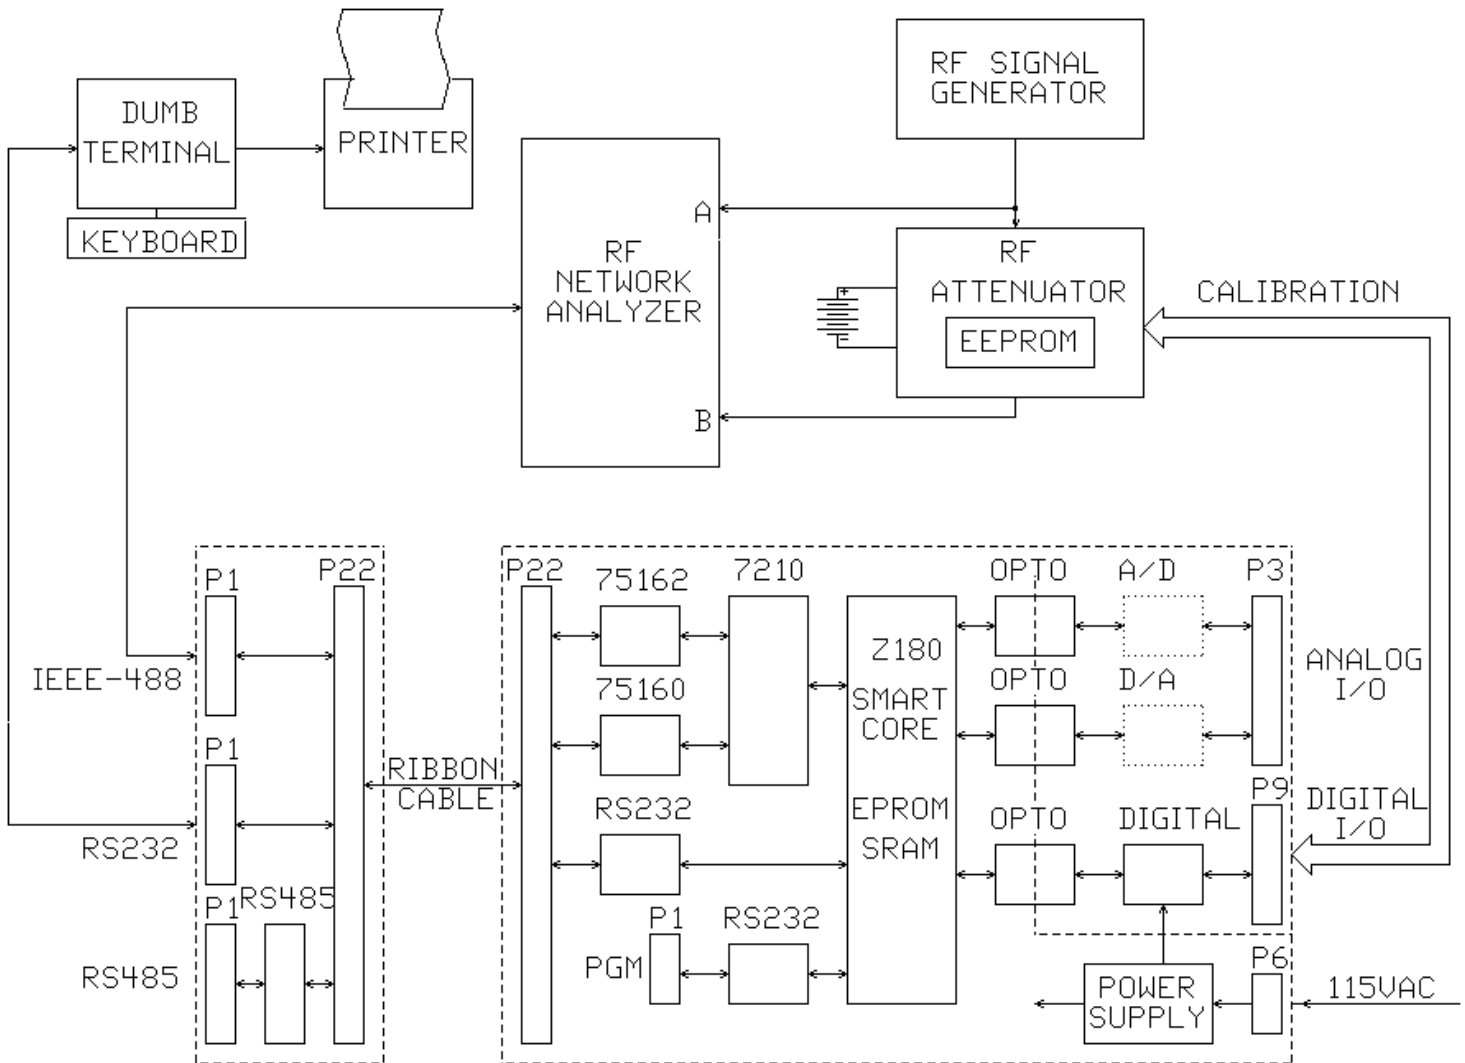 DUMB
TERMINAL
KEYBOARD
PRINTER
RF SIGNAL
GENERATOR
A
RF
NETWORK
ANALYZER
B
RF
ATTENUATOR
EEPROM
+
-
CALIBRATION
P1
P22
IEEE-488
P1
RS232
P1
RS485
RS485
RIBBON
CABLE
P22
75162
7210
75160
RS232
P1
RS232
PGM
Z180
SMART
CORE
EPROM
SRAM
OPTO
A/D
P3
OPTO
D/A
ANALOG
I/O
OPTO
DIGITAL
P9
DIGITAL
I/O
P6
POWER
SUPPLY
115VAC